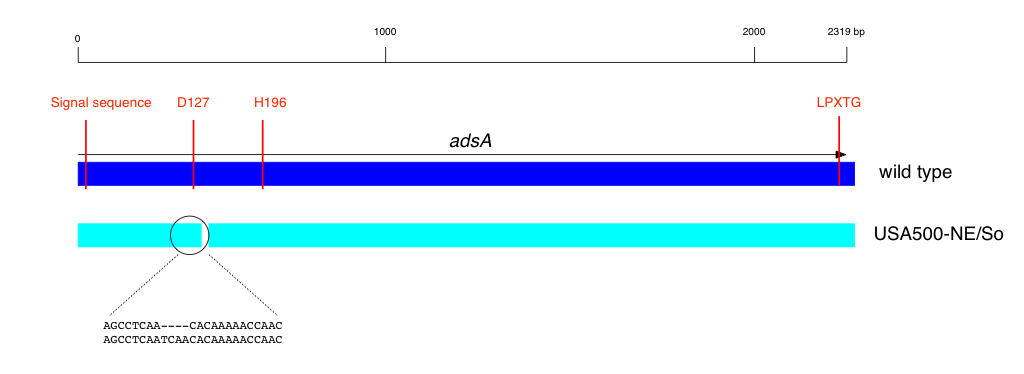 0 1000 2000 2319 bp
Signal sequence D127 H196 LPXTG
adsA
wild type
USA500-NE/So
AGCCTCAA----CACAAAAACCAAC
AGCCTCAATCAACACAAAAACCAAC